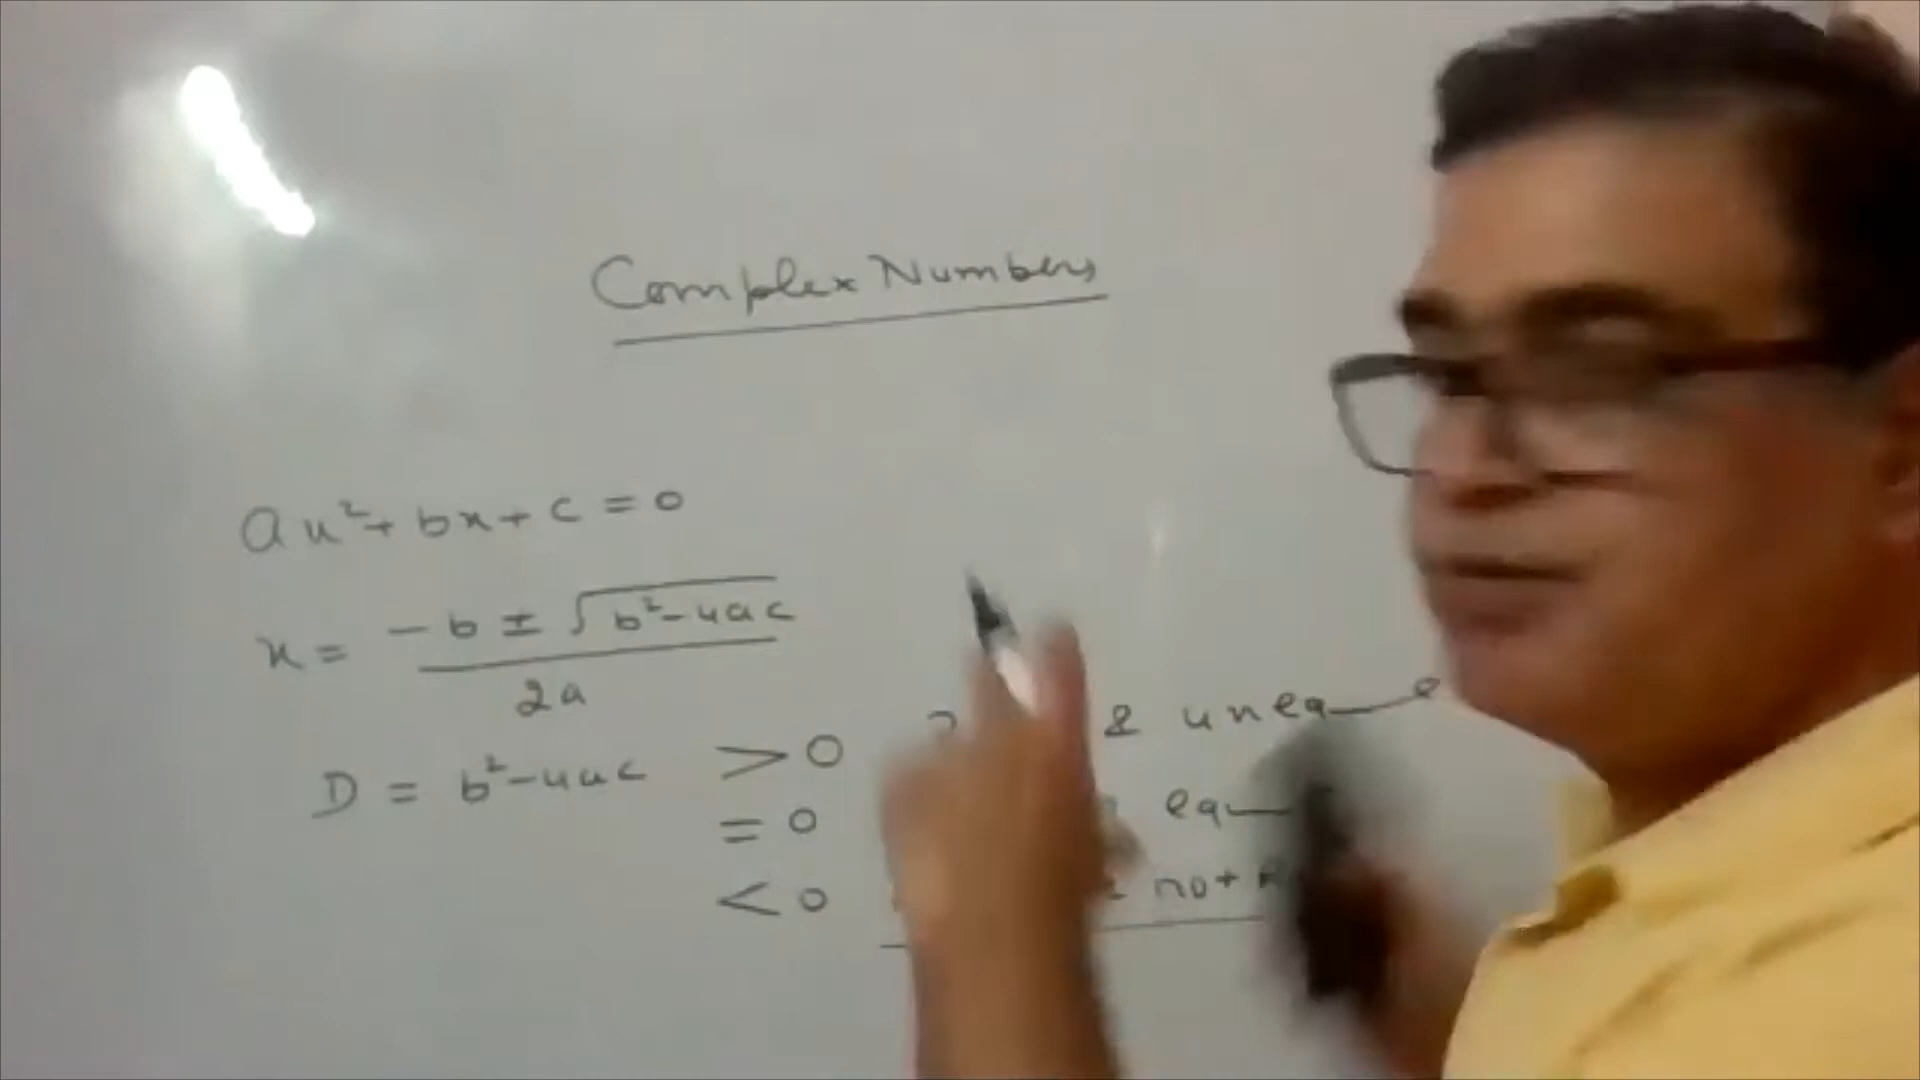 Complex Numbers
ax²+bx+c=0
x = -b ± √b²-4ac
2a
D = b²-4ac >0 & unequal
=0 equal
<0 not